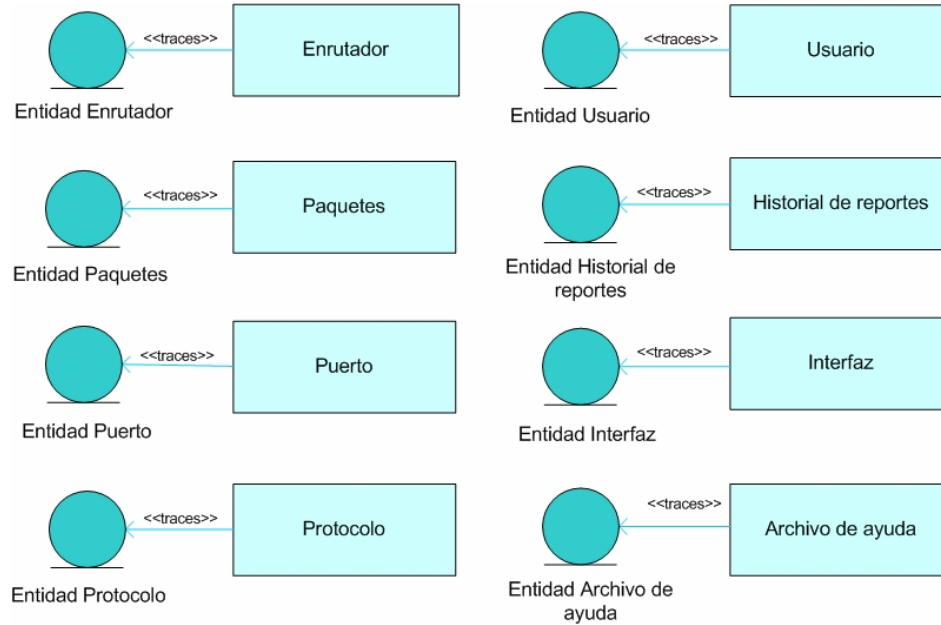 <<traces>>
Enrutador
Entidad Enrutador
<<traces>>
Usuario
Entidad Usuario
<<traces>>
Paquetes
Entidad Paquetes
<<traces>>
Historial de reportes
Entidad Historial de
reportes
<<traces>>
Puerto
Entidad Puerto
<<traces>>
Interfaz
Entidad Interfaz
<<traces>>
Protocolo
Entidad Protocolo
<<traces>>
Archivo de ayuda
Entidad Archivo de
ayuda